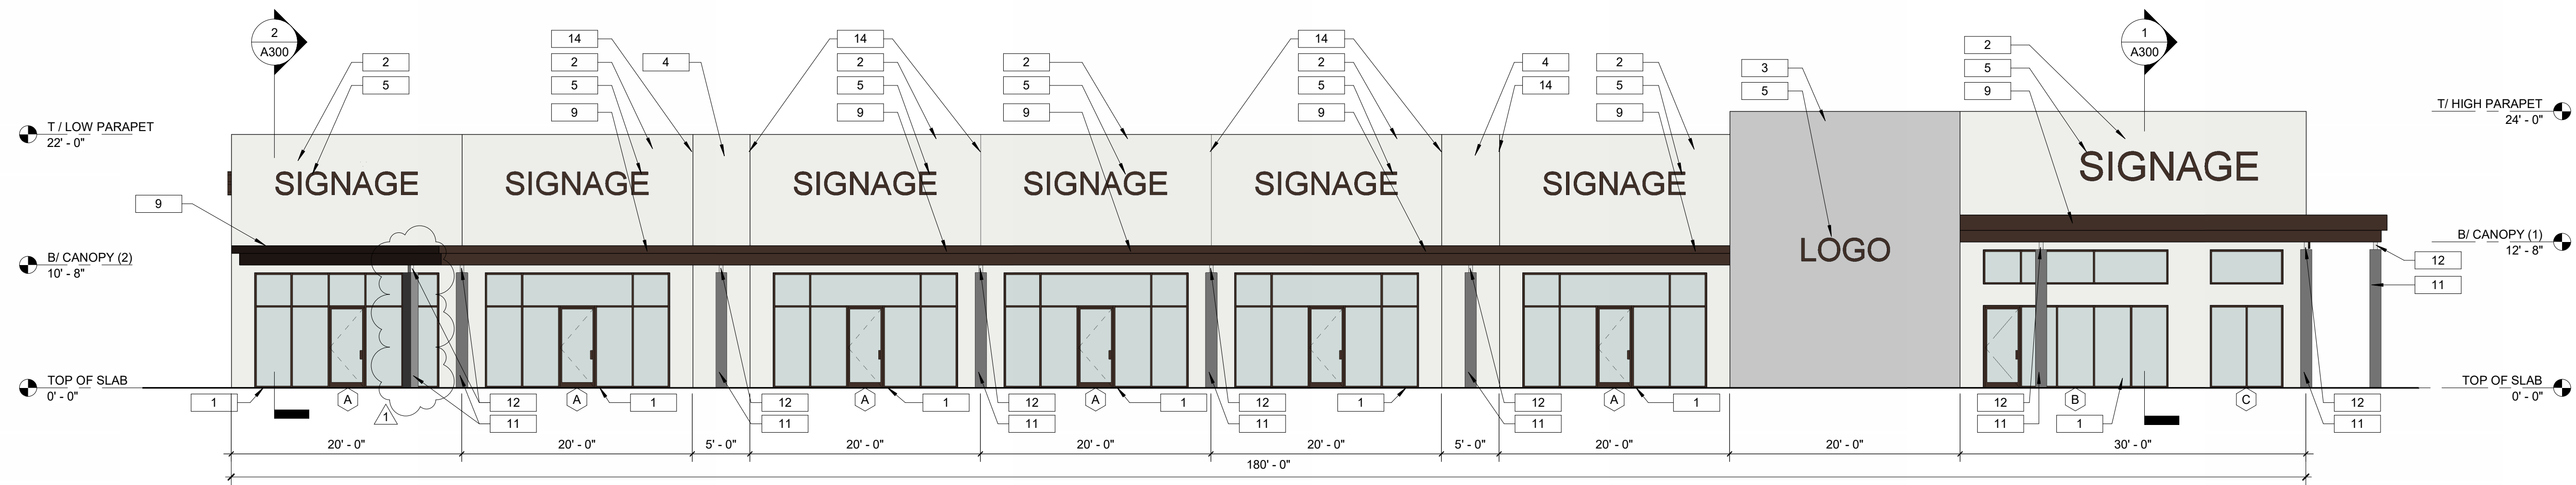 2
A300
1
A300
14
14
14
2
5
2
5
9
4
2
5
9
2
5
9
2
5
9
4
14
2
5
9
3
5
2
5
9
T / LOW PARAPET
22' - 0"
T/ HIGH PARAPET
24' - 0"
SIGNAGE
SIGNAGE
SIGNAGE
SIGNAGE
SIGNAGE
SIGNAGE
SIGNAGE
LOGO
9
B/ CANOPY (2)
10' - 8"
B/ CANOPY (1)
12' - 8"
12
11
TOP OF SLAB
0' - 0"
TOP OF SLAB
0' - 0"
1
A
1
12
11
A
1
12
11
A
1
12
11
A
1
12
11
1
12
11
A
1
12
11
B
1
C
12
11
20' - 0"
20' - 0"
5' - 0"
20' - 0"
20' - 0"
20' - 0"
5' - 0"
20' - 0"
20' - 0"
30' - 0"
180' - 0"